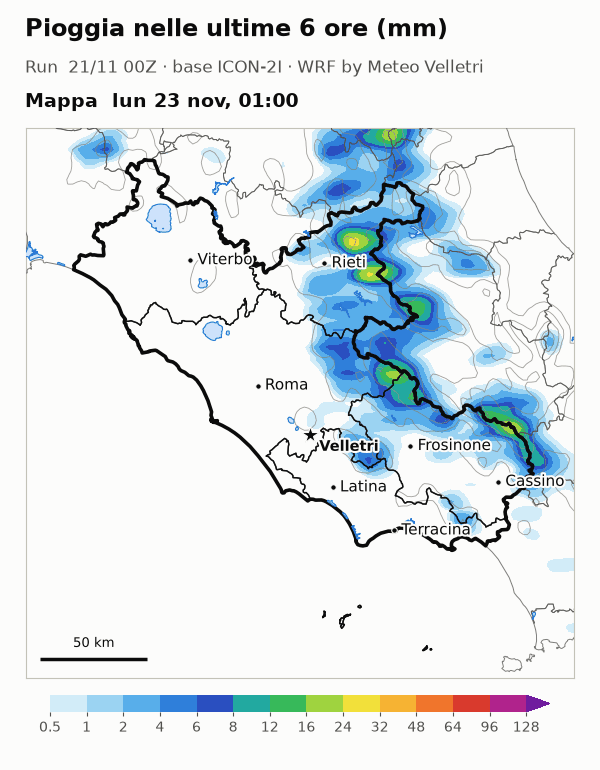 Pioggia nelle ultime 6 ore (mm)
Run  21/11 00Z · base ICON-2I · WRF by Meteo Velletri
Mappa  lun 23 nov, 01:00
Viterbo
Rieti
Roma
Velletri
Frosinone
Latina
Cassino
Terracina
50 km
0.5 1 2 4 6 8 12 16 24 32 48 64 96 128